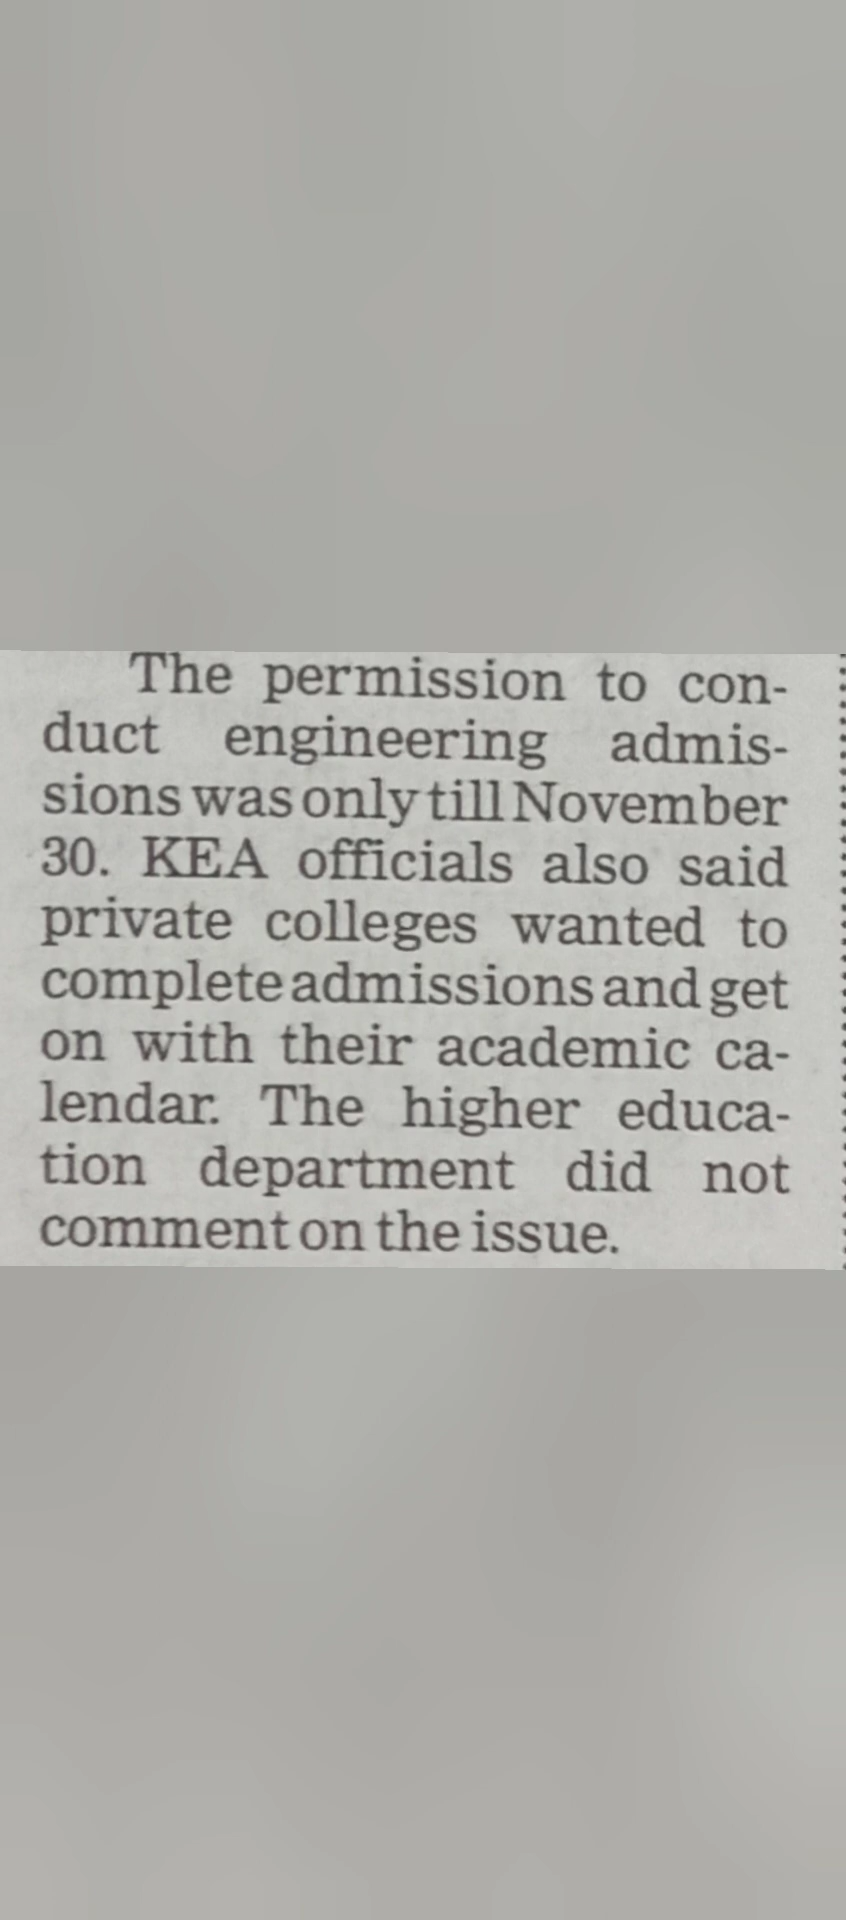 The permission to con-
duct engineering admis-
sions was only till November
30. KEA officials also said
private colleges wanted to
complete admissions and get
on with their academic ca-
lendar. The higher educa-
tion department did not
comment on the issue.